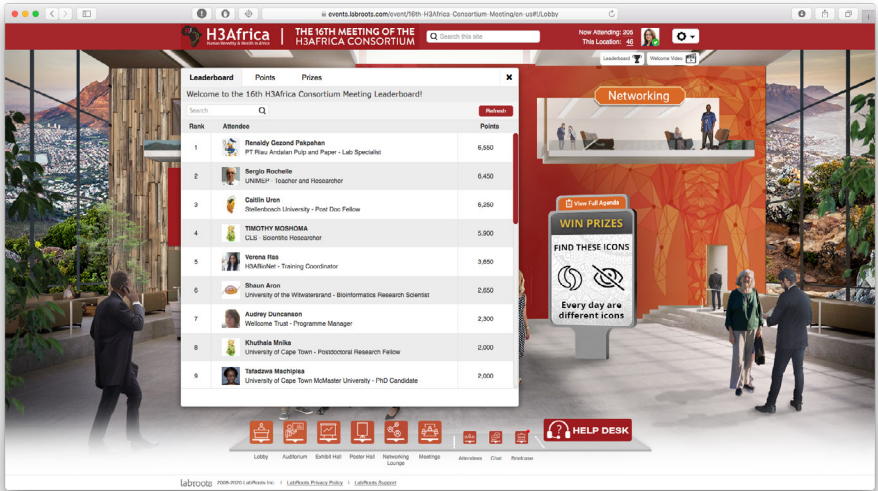 events.labroots.com/event/16th-H3Africa-Consortium-Meeting/en-us#!/Lobby
H3Africa
Human Heredity & Health in Africa
THE 16TH MEETING OF THE
H3AFRICA CONSORTIUM
Search this site
Now Attending: 205
This Location: 46
Leaderboard
Welcome Video
Leaderboard Points Prizes
Welcome to the 16th H3Africa Consortium Meeting Leaderboard!
Search
Refresh
Rank Attendee Points
1 Renaldy Gezond Pakpahan 6,550
PT Riau Andalan Pulp and Paper - Lab Specialist
2 Sergio Rochelle 6,450
UNIMEP - Teacher and Researcher
3 Caitlin Uren 6,250
Stellenbosch University - Post Doc Fellow
4 TIMOTHY MOSHOMA 5,900
CLS - Scientific Researcher
5 Verena Ras 3,650
H3ABioNet - Training Coordinator
6 Shaun Aron 2,650
University of the Witwatersrand - Bioinformatics Research Scientist
7 Audrey Duncanson 2,300
Wellcome Trust - Programme Manager
8 Khuthala Mnika 2,000
University of Cape Town - Postdoctoral Research Fellow
9 Tafadzwa Machipisa 2,000
University of Cape Town McMaster University - PhD Candidate
Networking
View Full Agenda
WIN PRIZES
FIND THESE ICONS
Every day are
different icons
HELP DESK
Lobby
Auditorium
Exhibit Hall
Poster Hall
Networking
Lounge
Meetings
Attendees
Chat
Briefcase
labroots 2008-2020 LabRoots Inc. | LabRoots Privacy Policy | LabRoots Support